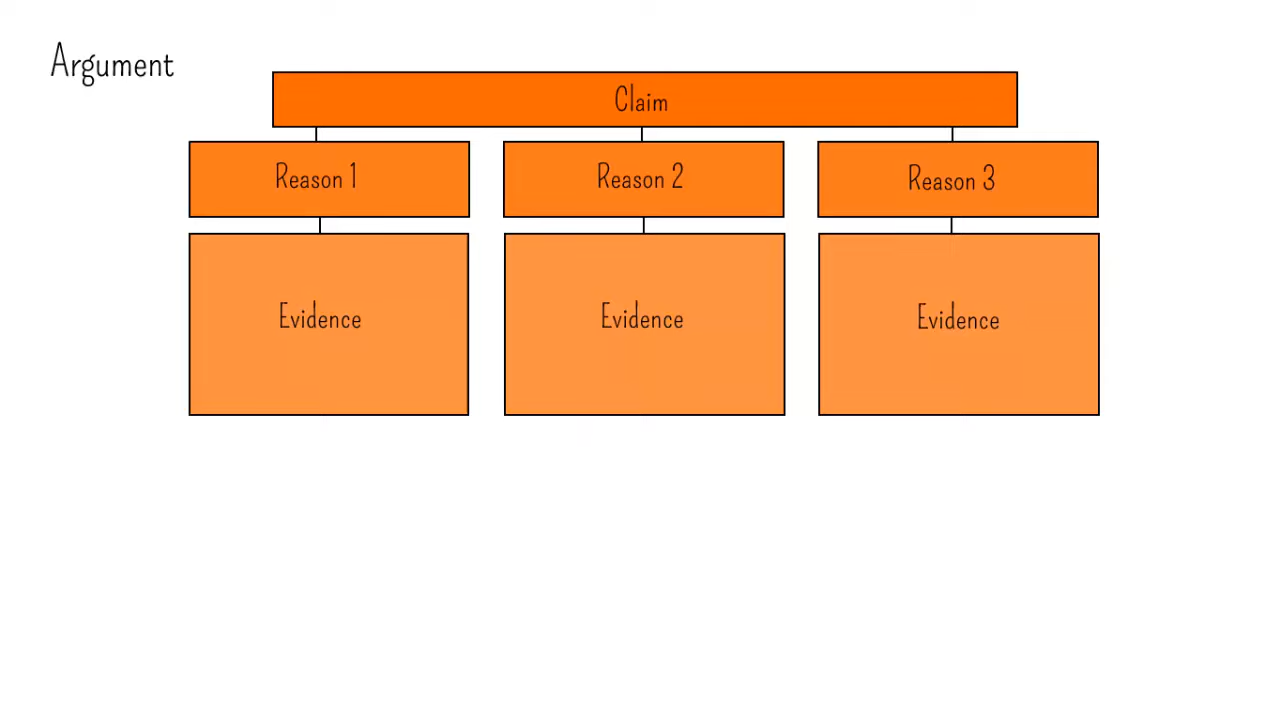 Argument
Claim
Reason 1
Reason 2
Reason 3
Evidence
Evidence
Evidence